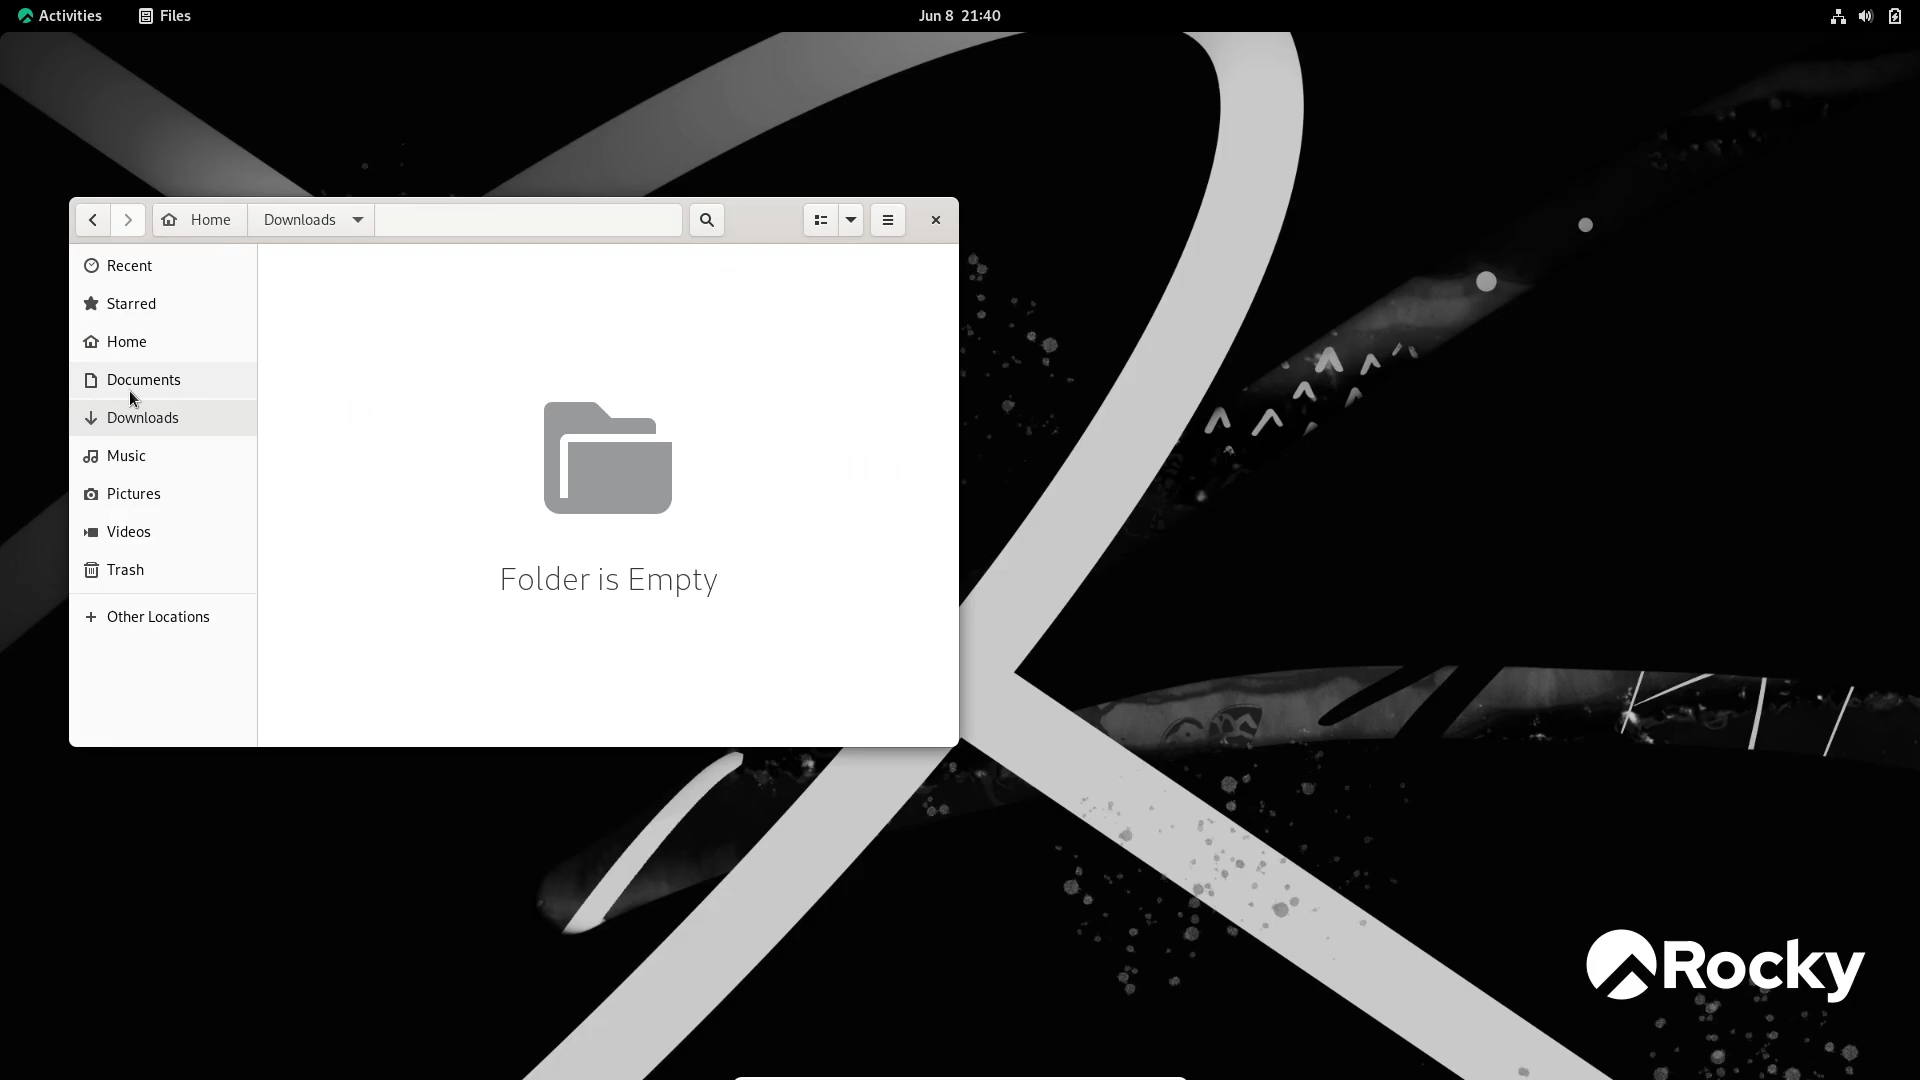 Activities Files Jun 8 21:40
Home Downloads
Recent
Starred
Home
Documents
Downloads
Music
Pictures
Videos
Trash
Other Locations
Folder is Empty
Rocky